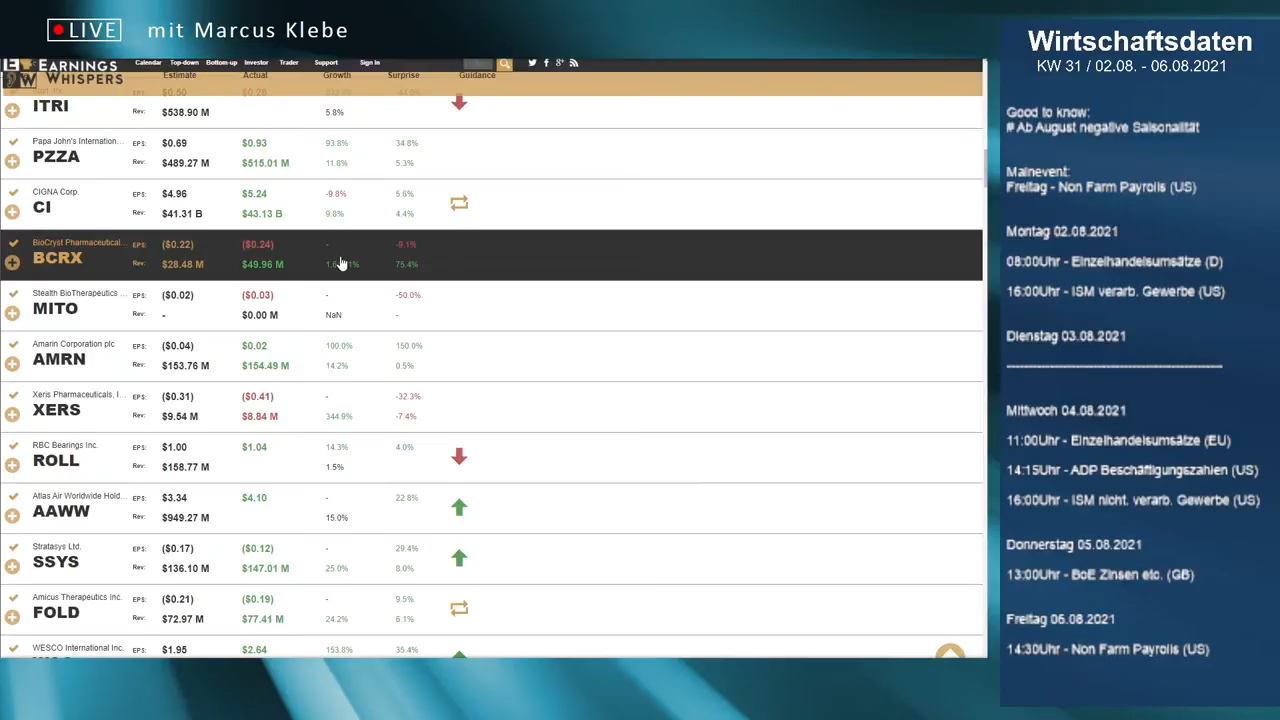 LIVE mit Marcus Klebe
EARNINGS WHISPERS
Calendar Top-down Bottom-up Investor Trader Support Sign In
Estimate Actual Growth Surprise Guidance
$0.50 $0.28
ITRI Rev: $538.90 M 5.8%
Papa John's Internation... EPS: $0.69 $0.93 93.8% 34.8%
PZZA Rev: $489.27 M $515.01 M 11.8% 5.3%
CIGNA Corp. EPS: $4.96 $5.24 -9.8% 5.6%
CI Rev: $41.31 B $43.13 B 9.8% 4.4%
BioCryst Pharmaceutical... EPS: ($0.22) ($0.24) - -9.1%
BCRX Rev: $28.48 M $49.96 M 75.4%
Stealth BioTherapeutics ... EPS: ($0.02) ($0.03) - -50.0%
MITO Rev: - $0.00 M NaN -
Amarin Corporation plc EPS: ($0.04) $0.02 100.0% 150.0%
AMRN Rev: $153.76 M $154.49 M 14.2% 0.5%
Xeris Pharmaceuticals, I... EPS: ($0.31) ($0.41) - -32.3%
XERS Rev: $9.54 M $8.84 M 344.9% -7.4%
RBC Bearings Inc. EPS: $1.00 $1.04 14.3% 4.0%
ROLL Rev: $158.77 M 1.5%
Atlas Air Worldwide Hold... EPS: $3.34 $4.10 - 22.8%
AAWW Rev: $949.27 M 15.0%
Stratasys Ltd. EPS: ($0.17) ($0.12) - 29.4%
SSYS Rev: $136.10 M $147.01 M 25.0% 8.0%
Amicus Therapeutics Inc. EPS: ($0.21) ($0.19) - 9.5%
FOLD Rev: $72.97 M $77.41 M 24.2% 6.1%
WESCO International Inc. EPS: $1.95 $2.64 153.8% 35.4%
Wirtschaftsdaten
KW 31 / 02.08. - 06.08.2021
Good to know:
# Ab August negative Saisonalität
Mainevent:
Freitag - Non Farm Payrolls (US)
Montag 02.08.2021
08:00Uhr - Einzelhandelsumsätze (D)
16:00Uhr - ISM verarb. Gewerbe (US)
Dienstag 03.08.2021
Mittwoch 04.08.2021
11:00Uhr - Einzelhandelsumsätze (EU)
14:15Uhr - ADP Beschäftigungszahlen (US)
16:00Uhr - ISM nicht. verarb. Gewerbe (US)
Donnerstag 05.08.2021
13:00Uhr - BoE Zinsen etc. (GB)
Freitag 06.08.2021
14:30Uhr - Non Farm Payrolls (US)